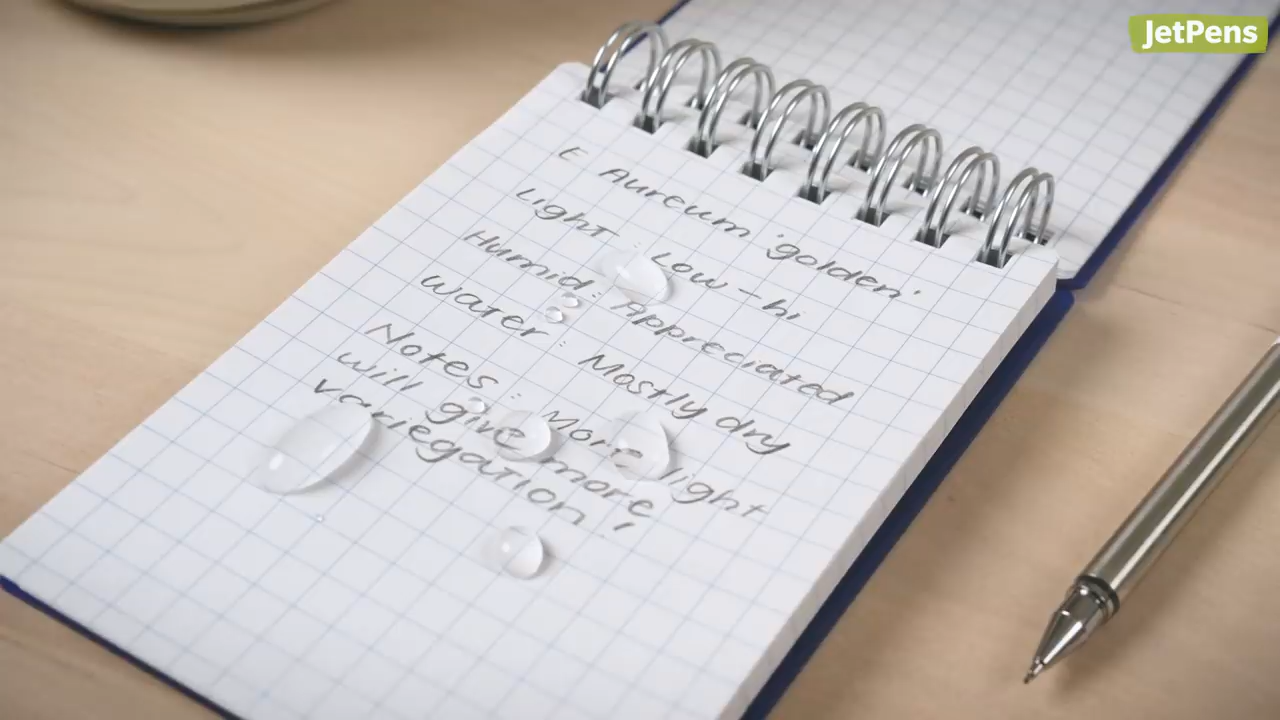 JetPens
E Aureum 'golden'
Light : Low-hi
Humid : Appreciated
Water : Mostly dry
Notes : More light
will give more
variegation !